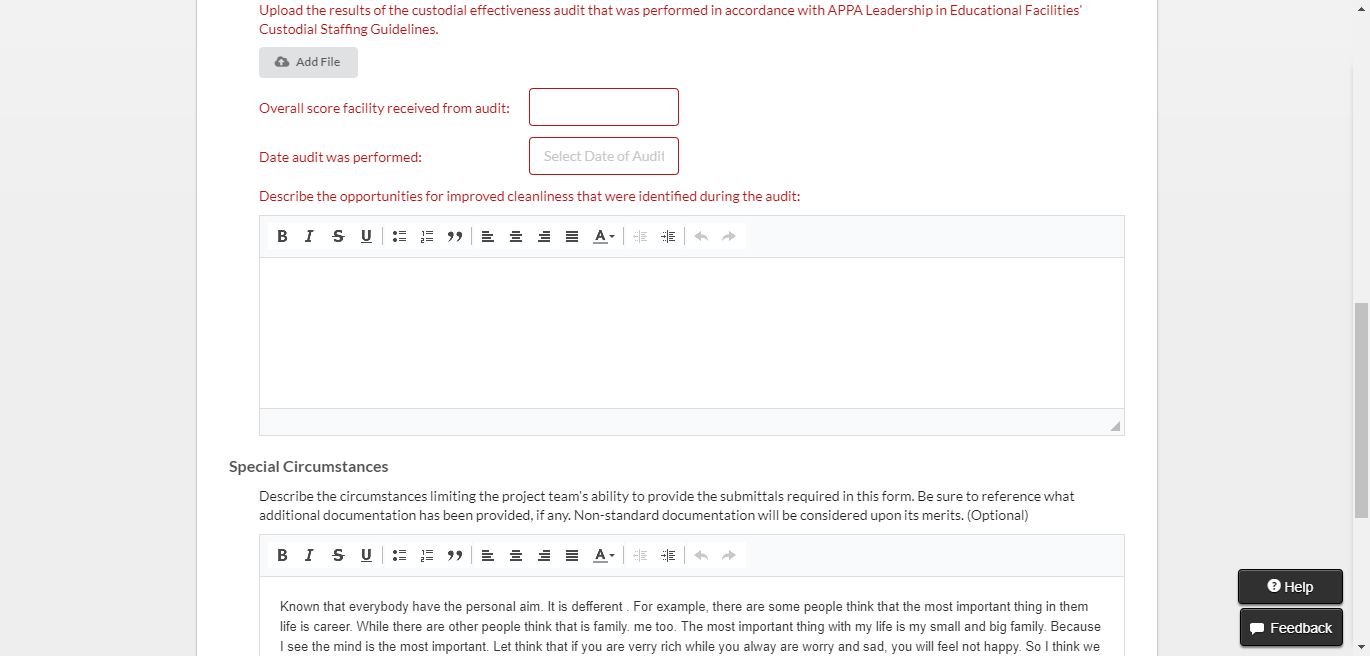 Upload the results of the custodial effectiveness audit that was performed in accordance with APPA Leadership in Educational Facilities'
Custodial Staffing Guidelines.
Add File
Overall score facility received from audit:
Date audit was performed:
Select Date of Audit
Describe the opportunities for improved cleanliness that were identified during the audit:
B I S U A
Special Circumstances
Describe the circumstances limiting the project team's ability to provide the submittals required in this form. Be sure to reference what
additional documentation has been provided, if any. Non-standard documentation will be considered upon its merits. (Optional)
B I S U A
Known that everybody have the personal aim. It is defferent . For example, there are some people think that the most important thing in them
life is career. While there are other people think that is family. me too. The most important thing with my life is my small and big family. Because
I see the mind is the most important. Let think that if you are verry rich while you alway are worry and sad, you will feel not happy. So I think we
Help
Feedback